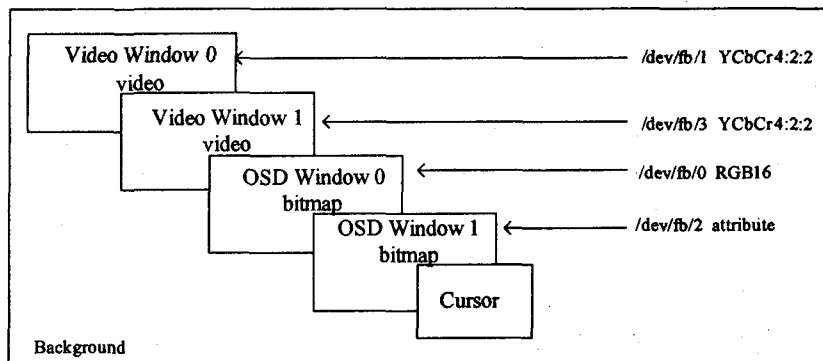 Video Window 0
video
/dev/fb/1 YCbCr4:2:2
Video Window 1
video
/dev/fb/3 YCbCr4:2:2
OSD Window 0
bitmap
/dev/fb/0 RGB16
OSD Window 1
bitmap
/dev/fb/2 attribute
Cursor
Background